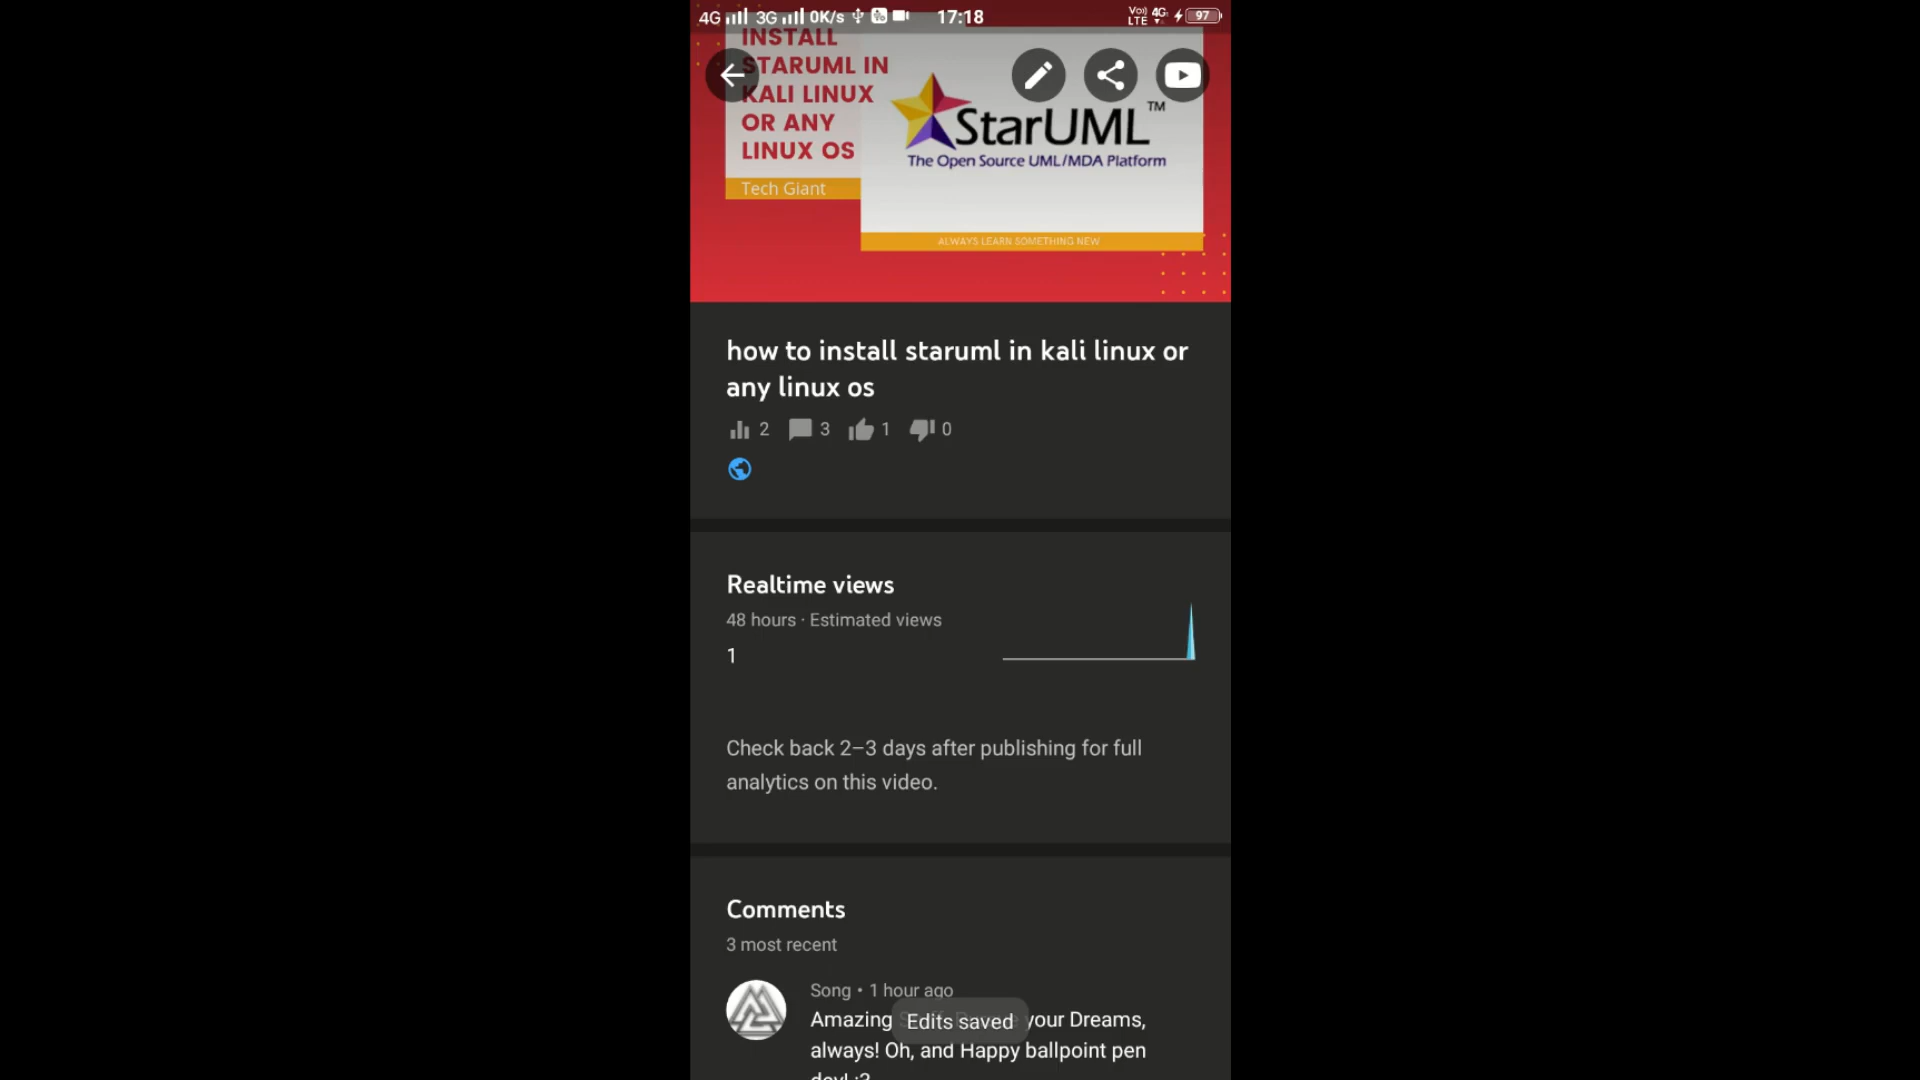 4G 3G 0K/s 17:18 VoLTE 4G 97
INSTALL
STARUML IN
KALI LINUX
OR ANY
LINUX OS
Tech Giant
StarUML TM
The Open Source UML/MDA Platform
ALWAYS LEARN SOMETHING NEW
how to install staruml in kali linux or
any linux os
2 3 1 0
Realtime views
48 hours · Estimated views
1
Check back 2–3 days after publishing for full
analytics on this video.
Comments
3 most recent
Song • 1 hour ago
Amazing your Dreams,
Edits saved
always! Oh, and Happy ballpoint pen
day! :3